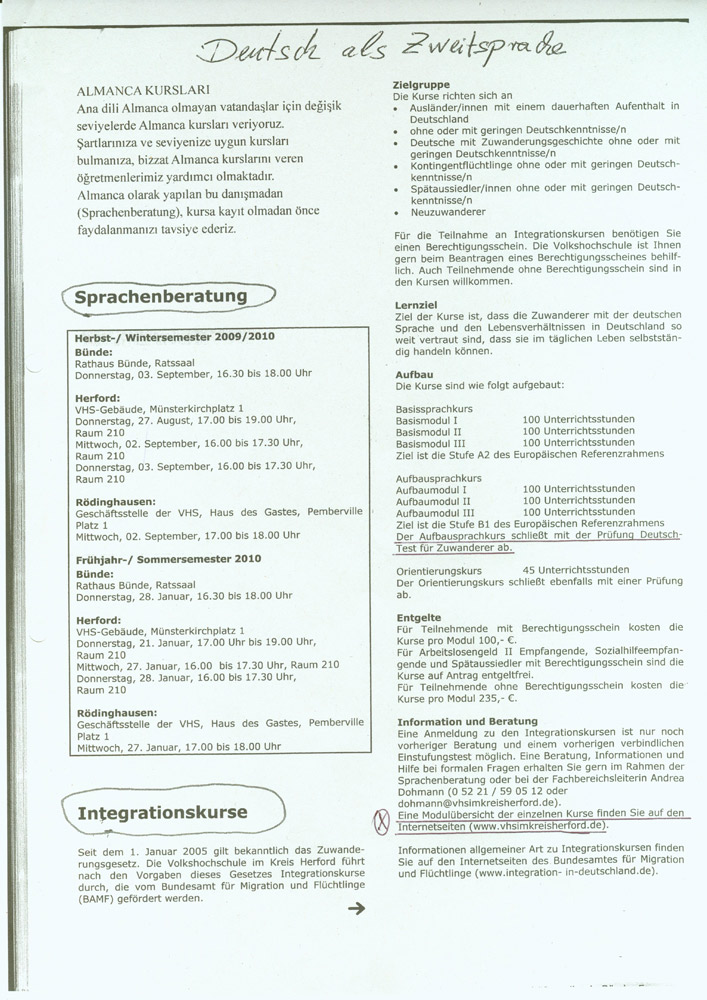 Deutsch als Zweitsprache
ALMANCA KURSLARI
Ana dili Almanca olmayan vatandaşlar için değişik
seviyelerde Almanca kursları veriyoruz.
Şartlarınıza ve seviyenize uygun kursları
bulmanıza, bizzat Almanca kurslarını veren
öğretmenlerimiz yardımcı olmaktadır.
Almanca olarak yapılan bu danışmadan
(Sprachenberatung), kursa kayıt olmadan önce
faydalanmanızı tavsiye ederiz.
Sprachenberatung
Herbst-/ Wintersemester 2009/2010
Bünde:
Rathaus Bünde, Ratssaal
Donnerstag, 03. September, 16.30 bis 18.00 Uhr
Herford:
VHS-Gebäude, Münsterkirchplatz 1
Donnerstag, 27. August, 17.00 bis 19.00 Uhr,
Raum 210
Mittwoch, 02. September, 16.00 bis 17.30 Uhr,
Raum 210
Donnerstag, 03. September, 16.00 bis 17.30 Uhr,
Raum 210
Rödinghausen:
Geschäftsstelle der VHS, Haus des Gastes, Pemberville
Platz 1
Mittwoch, 02. September, 17.00 bis 18.00 Uhr
Frühjahr-/ Sommersemester 2010
Bünde:
Rathaus Bünde, Ratssaal
Donnerstag, 28. Januar, 16.30 bis 18.00 Uhr
Herford:
VHS-Gebäude, Münsterkirchplatz 1
Donnerstag, 21. Januar, 17.00 Uhr bis 19.00 Uhr,
Raum 210
Mittwoch, 27. Januar, 16.00 bis 17.30 Uhr, Raum 210
Donnerstag, 28. Januar, 16.00 bis 17.30 Uhr,
Raum 210
Rödinghausen:
Geschäftsstelle der VHS, Haus des Gastes, Pemberville
Platz 1
Mittwoch, 27. Januar, 17.00 bis 18.00 Uhr
Integrationskurse
Seit dem 1. Januar 2005 gilt bekanntlich das Zuwande-
rungsgesetz. Die Volkshochschule im Kreis Herford führt
nach den Vorgaben dieses Gesetzes Integrationskurse
durch, die vom Bundesamt für Migration und Flüchtlinge
(BAMF) gefördert werden.
→
Zielgruppe
Die Kurse richten sich an
• Ausländer/innen mit einem dauerhaften Aufenthalt in
Deutschland
• ohne oder mit geringen Deutschkenntnisse/n
• Deutsche mit Zuwanderungsgeschichte ohne oder mit
geringen Deutschkenntnisse/n
• Kontingentflüchtlinge ohne oder mit geringen Deutsch-
kenntnisse/n
• Spätaussiedler/innen ohne oder mit geringen Deutsch-
kenntnisse/n
• Neuzuwanderer
Für die Teilnahme an Integrationskursen benötigen Sie
einen Berechtigungsschein. Die Volkshochschule ist Ihnen
gern beim Beantragen eines Berechtigungsscheines behilf-
lich. Auch Teilnehmende ohne Berechtigungsschein sind in
den Kursen willkommen.
Lernziel
Ziel der Kurse ist, dass die Zuwanderer mit der deutschen
Sprache und den Lebensverhältnissen in Deutschland so
weit vertraut sind, dass sie im täglichen Leben selbststän-
dig handeln können.
Aufbau
Die Kurse sind wie folgt aufgebaut:
Basissprachkurs
Basismodul I 100 Unterrichtsstunden
Basismodul II 100 Unterrichtsstunden
Basismodul III 100 Unterrichtsstunden
Ziel ist die Stufe A2 des Europäischen Referenzrahmens
Aufbausprachkurs
Aufbaumodul I 100 Unterrichtsstunden
Aufbaumodul II 100 Unterrichtsstunden
Aufbaumodul III 100 Unterrichtsstunden
Ziel ist die Stufe B1 des Europäischen Referenzrahmens
Der Aufbausprachkurs schließt mit der Prüfung Deutsch-
Test für Zuwanderer ab.
Orientierungskurs 45 Unterrichtsstunden
Der Orientierungskurs schließt ebenfalls mit einer Prüfung
ab.
Entgelte
Für Teilnehmende mit Berechtigungsschein kosten die
Kurse pro Modul 100,- €.
Für Arbeitslosengeld II Empfangende, Sozialhilfeempfan-
gende und Spätaussiedler mit Berechtigungsschein sind die
Kurse auf Antrag entgeltfrei.
Für Teilnehmende ohne Berechtigungsschein kosten die
Kurse pro Modul 235,- €.
Information und Beratung
Eine Anmeldung zu den Integrationskursen ist nur noch
vorheriger Beratung und einem vorherigen verbindlichen
Einstufungstest möglich. Eine Beratung, Informationen und
Hilfe bei formalen Fragen erhalten Sie gern im Rahmen der
Sprachenberatung oder bei der Fachbereichsleiterin Andrea
Dohmann (0 52 21 / 59 05 12 oder
dohmann@vhsimkreisherford.de).
Eine Modulübersicht der einzelnen Kurse finden Sie auf den
Internetseiten (www.vhsimkreisherford.de).
Informationen allgemeiner Art zu Integrationskursen finden
Sie auf den Internetseiten des Bundesamtes für Migration
und Flüchtlinge (www.integration- in-deutschland.de).